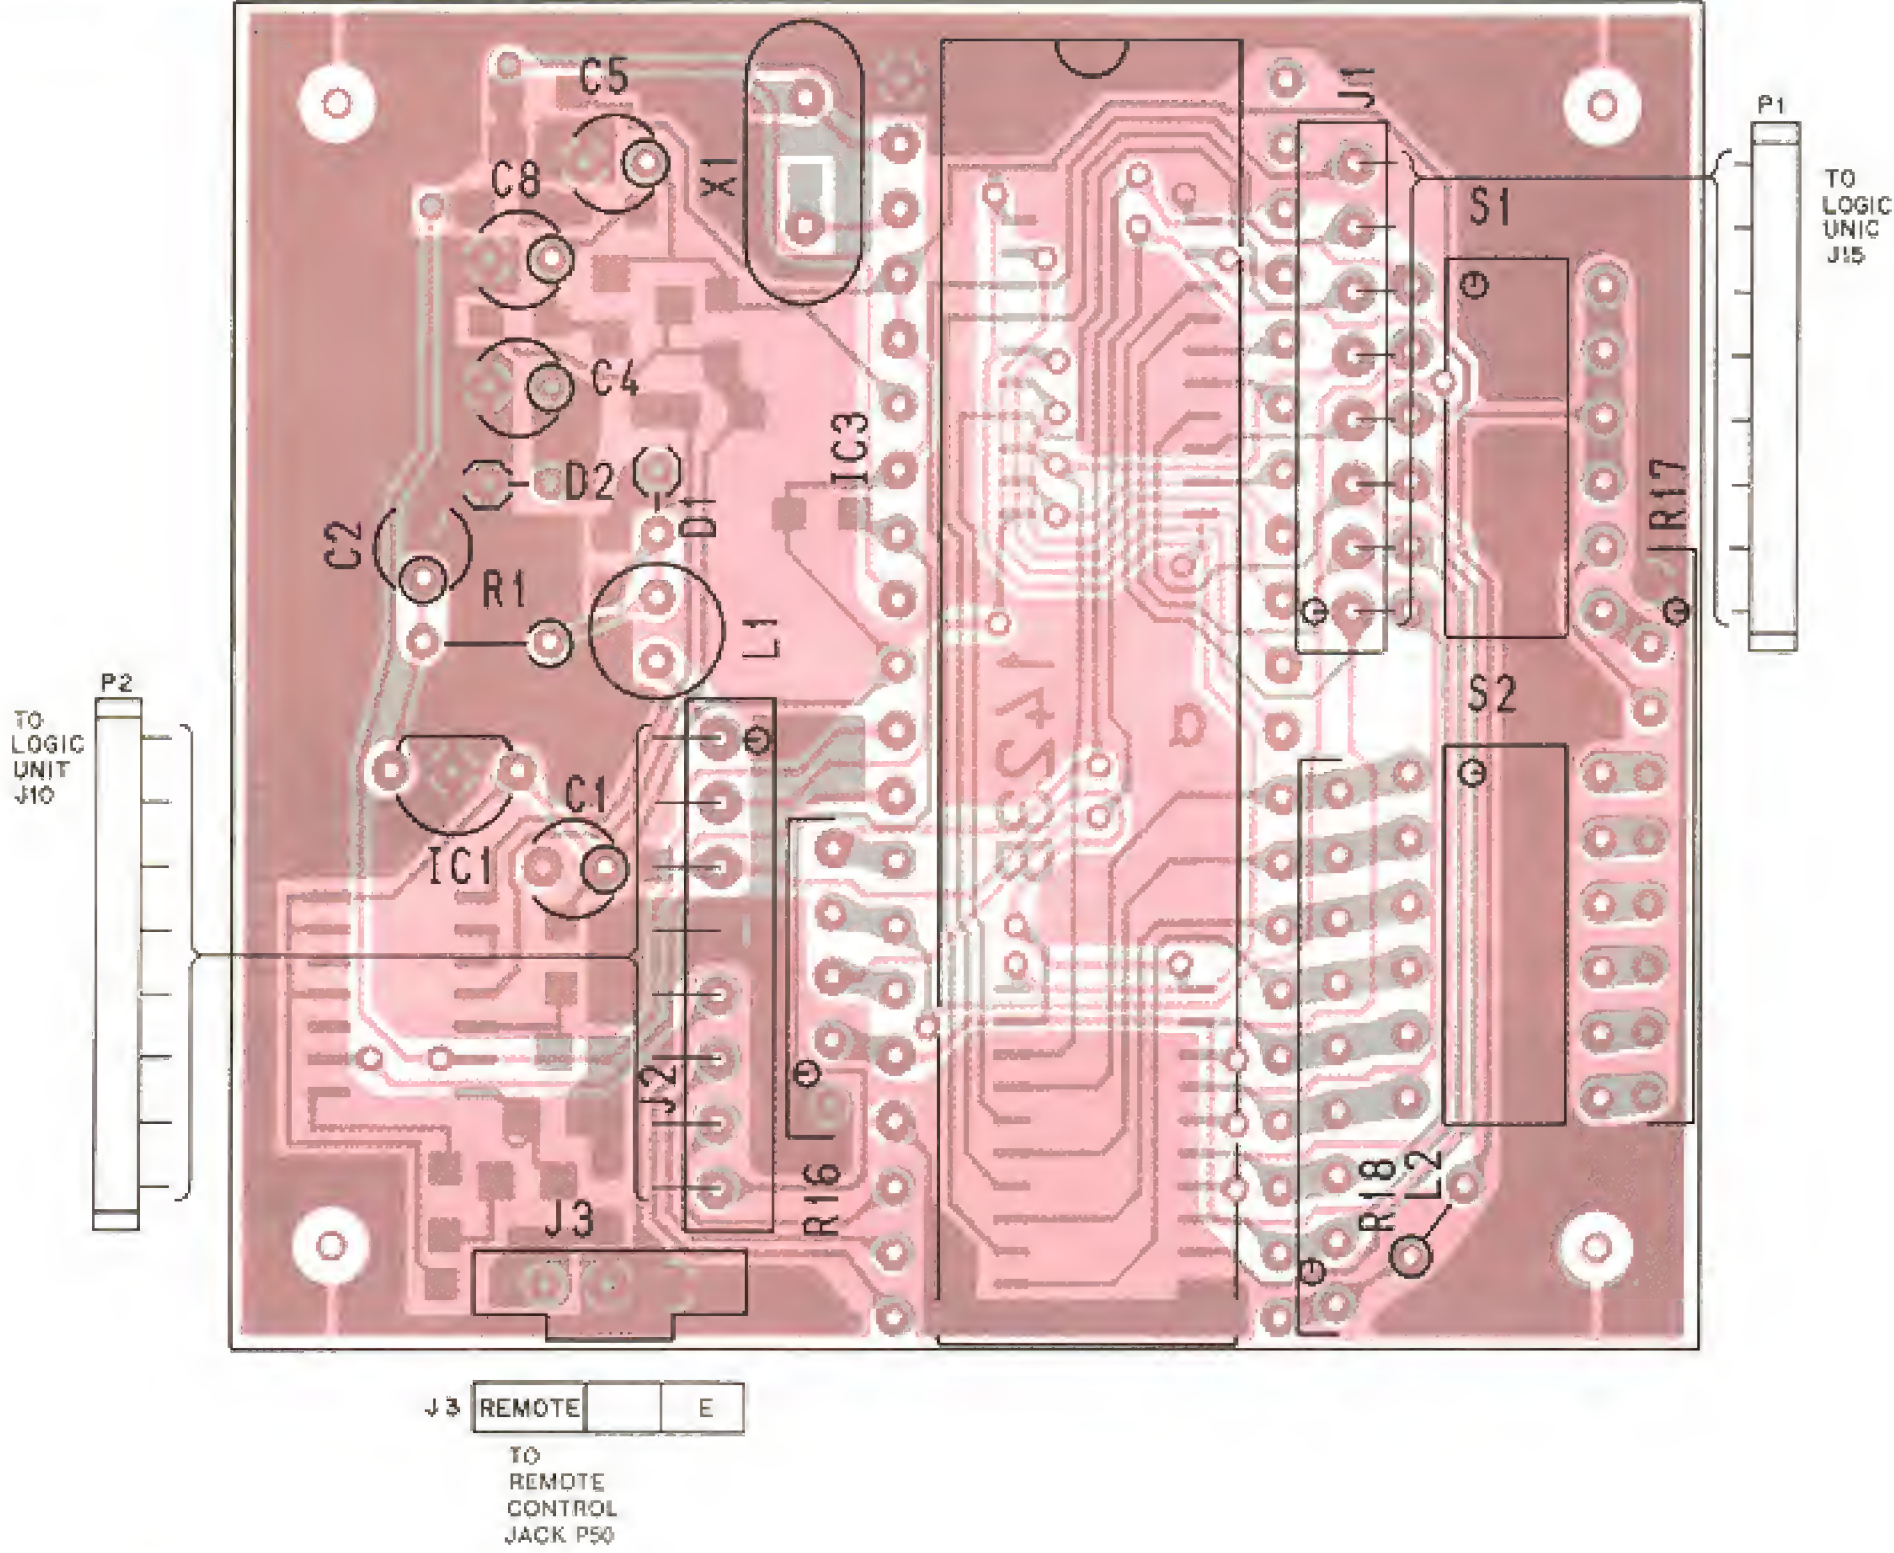 C5
J1
P1
TO
LOGIC
UNIC
J15
C8
X1
S1
C4
IC3
D2
D1
R17
C2
R1
L1
P2
TO
LOGIC
UNIT
J10
S2
14238
a
C1
IC1
J2
R16
R18
L2
J3
J3 REMOTE E
TO
REMOTE
CONTROL
JACK P50